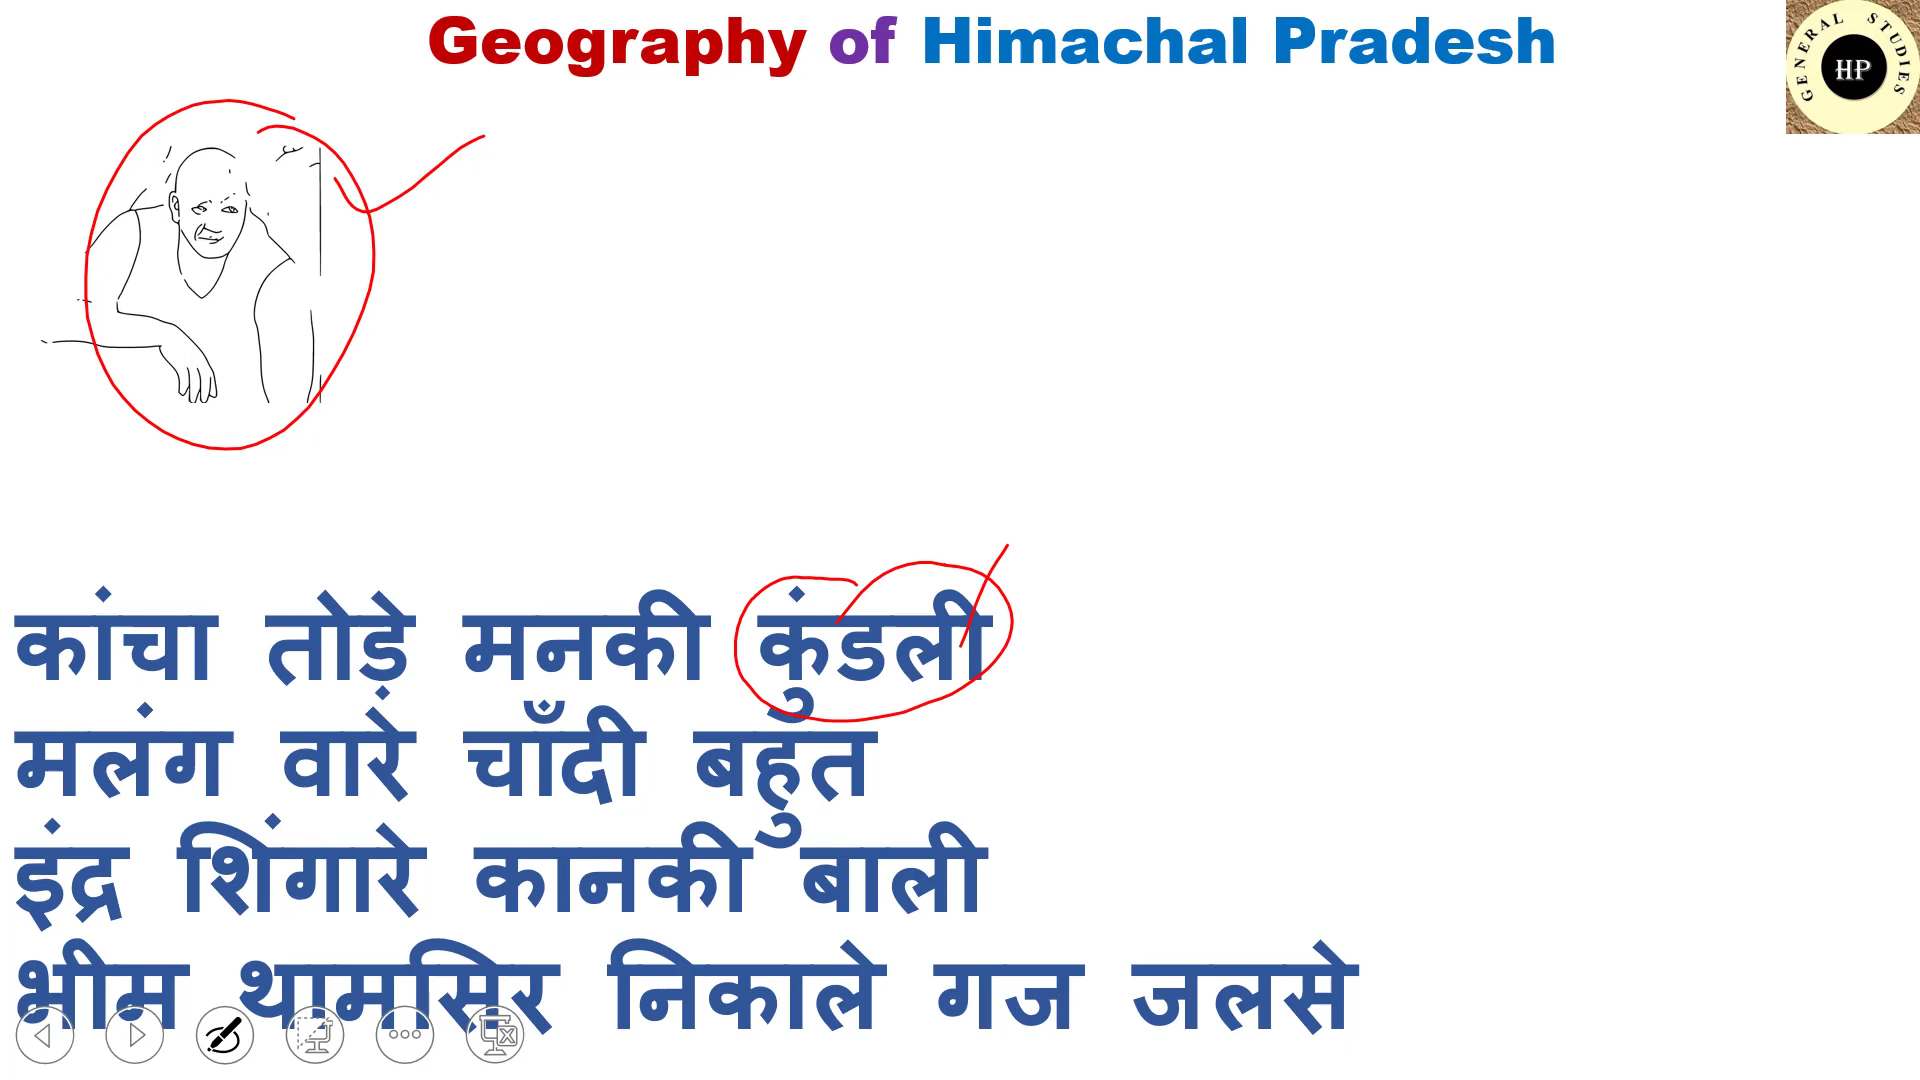 Geography of Himachal Pradesh
GENERAL STUDIES
HP
कांचा तोड़े मनकी कुंडली
मलंग वारे चाँदी बहुत
इंद्र शिंगारे कानकी बाली
भीम थामसिर निकाले गज जलसे